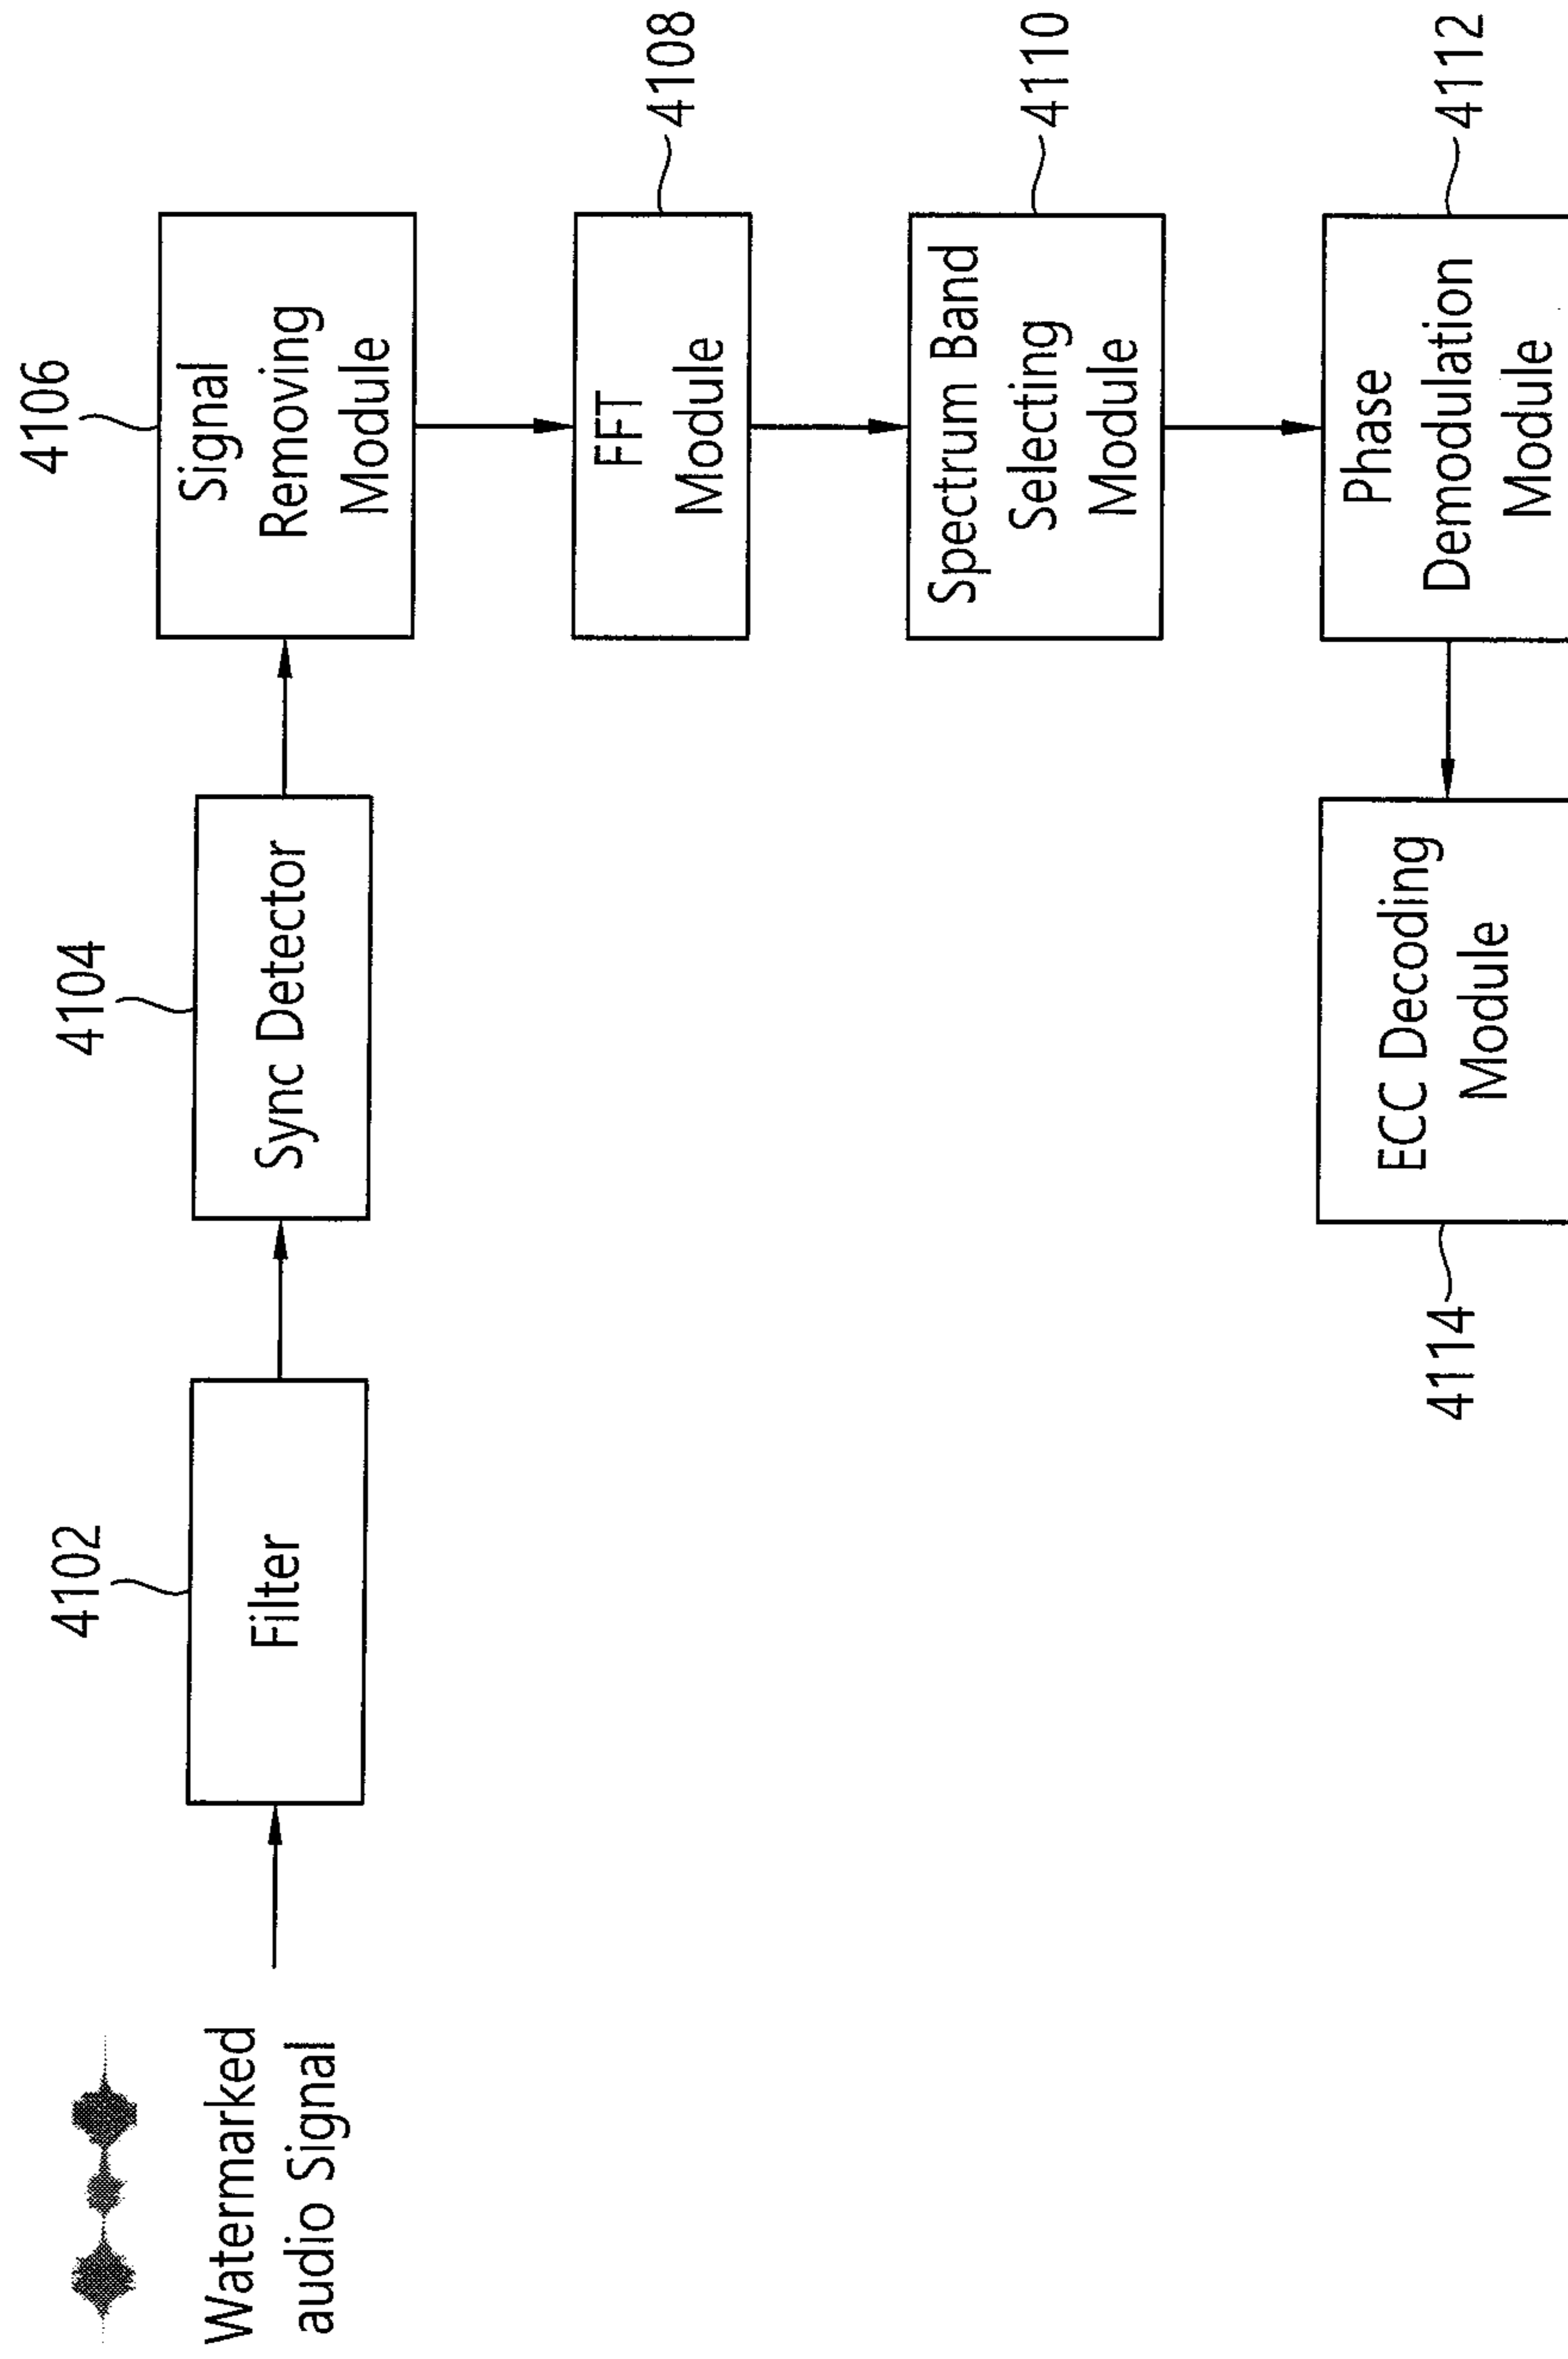 Watermarked
audio Signal
4102
Filter
4104
Sync Detector
4106
Signal
Removing
Module
4108
FFT
Module
4110
Spectrum Band
Selecting
Module
4112
Phase
Demodulation
Module
4114
ECC Decoding
Module